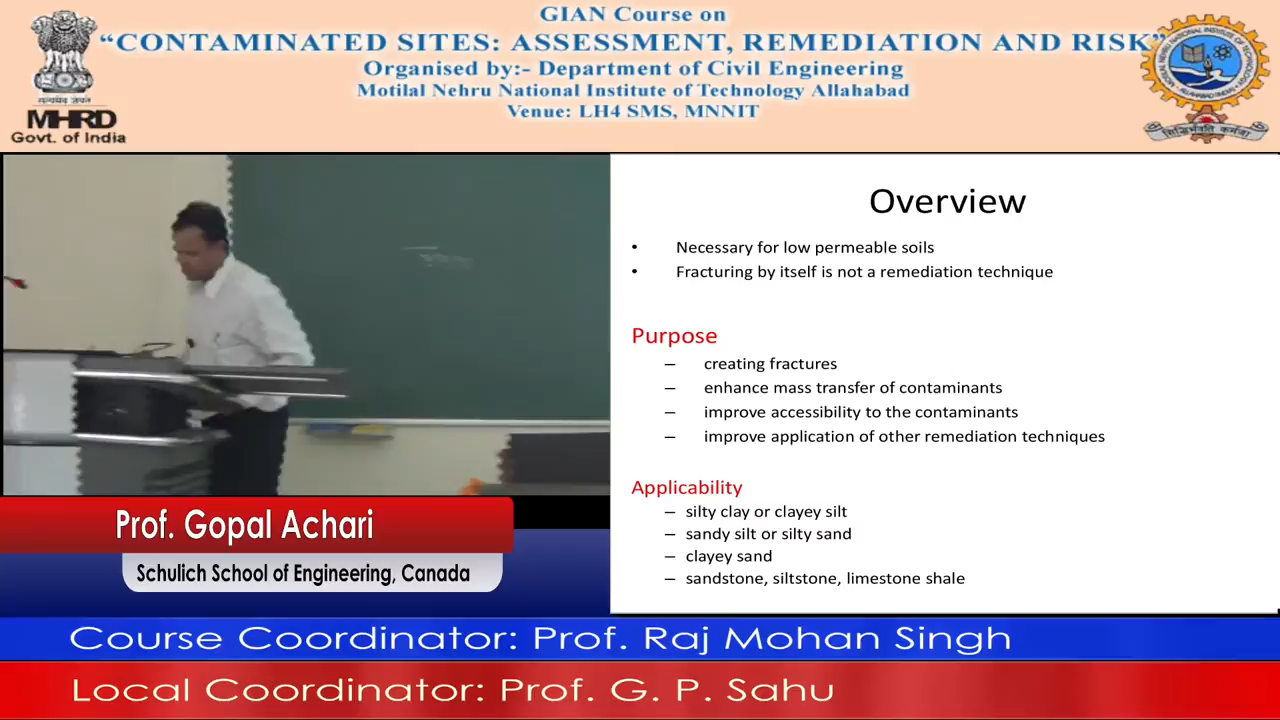 GIAN Course on
“CONTAMINATED SITES: ASSESSMENT, REMEDIATION AND RISK”
Organised by:- Department of Civil Engineering
Motilal Nehru National Institute of Technology Allahabad
Venue: LH4 SMS, MNNIT
सत्यमेव जयते
MHRD
Govt. of India
Overview
• Necessary for low permeable soils
• Fracturing by itself is not a remediation technique
Purpose
– creating fractures
– enhance mass transfer of contaminants
– improve accessibility to the contaminants
– improve application of other remediation techniques
Applicability
– silty clay or clayey silt
– sandy silt or silty sand
– clayey sand
– sandstone, siltstone, limestone shale
Prof. Gopal Achari
Schulich School of Engineering, Canada
Course Coordinator: Prof. Raj Mohan Singh
Local Coordinator: Prof. G. P. Sahu